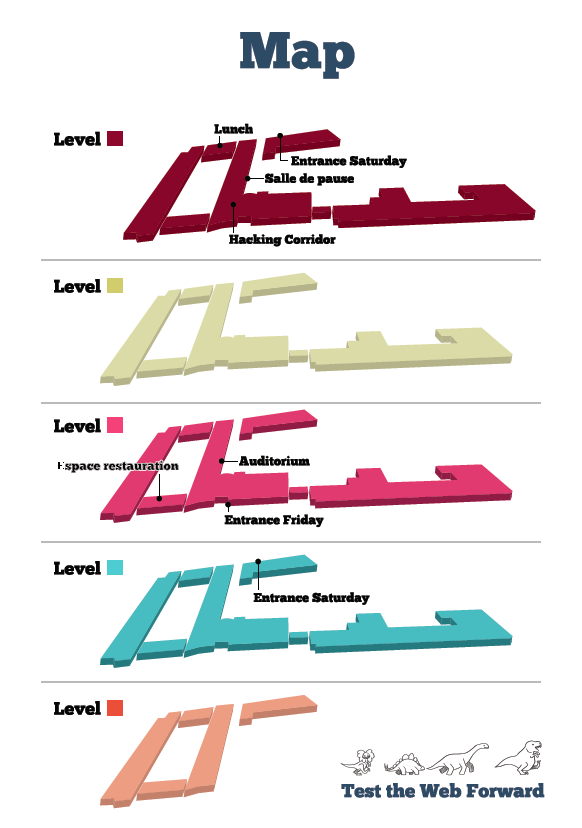 Map
Level
Lunch
Entrance Saturday
Salle de pause
Hacking Corridor
Level
Level
Espace restauration
Auditorium
Entrance Friday
Level
Entrance Saturday
Level
Test the Web Forward